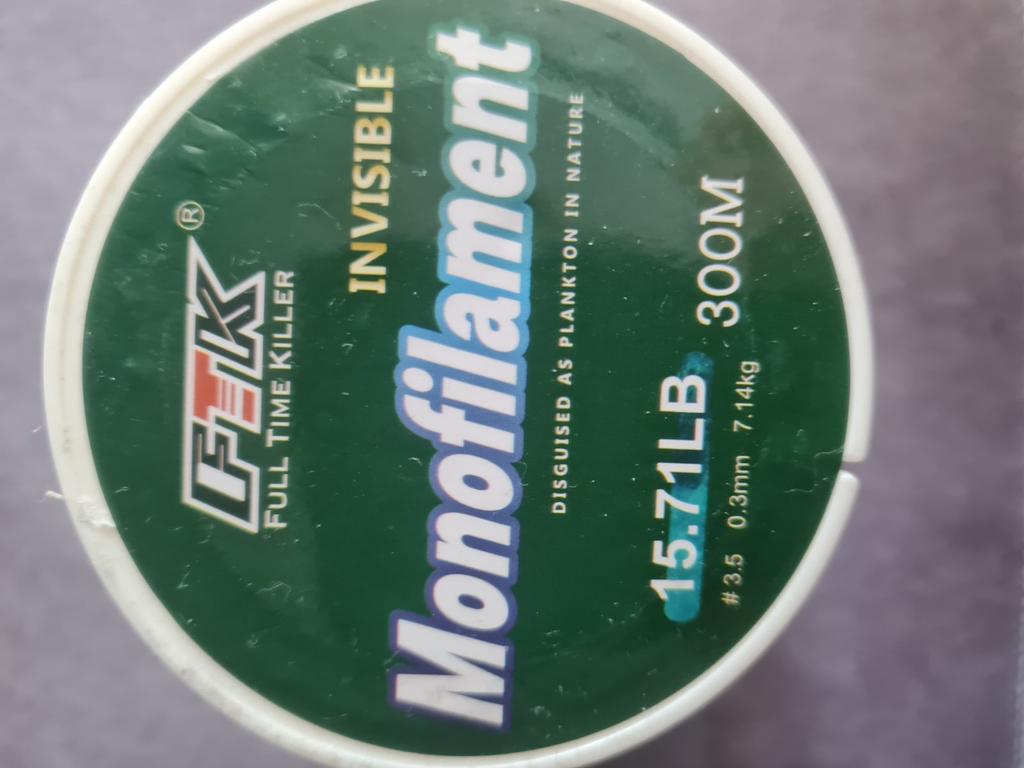 FTK®
FULL TIME KILLER
INVISIBLE
Monofilament
DISGUISED AS PLANKTON IN NATURE
15.71LB 300M
#3.5 0.3mm 7.14kg